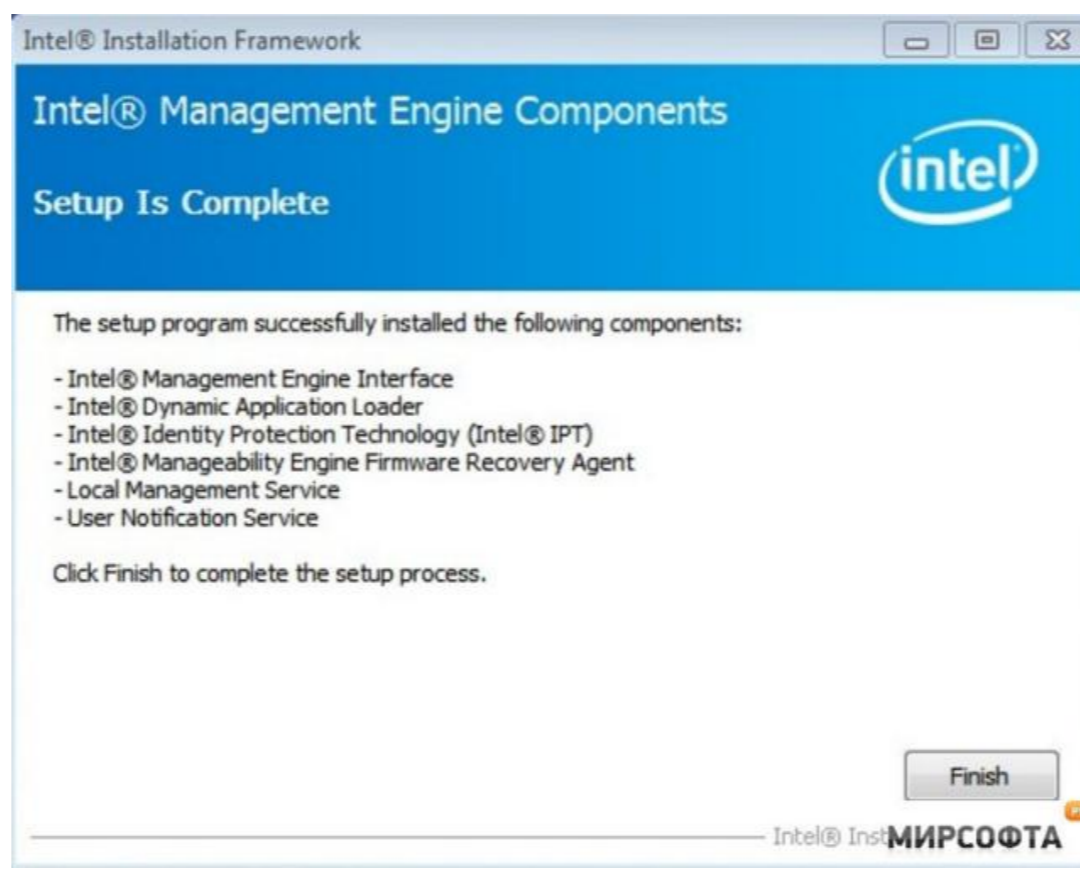 Intel® Installation Framework
Intel® Management Engine Components
intel
Setup Is Complete
The setup program successfully installed the following components:
- Intel® Management Engine Interface
- Intel® Dynamic Application Loader
- Intel® Identity Protection Technology (Intel® IPT)
- Intel® Manageability Engine Firmware Recovery Agent
- Local Management Service
- User Notification Service
Click Finish to complete the setup process.
Finish
Intel® Inst
МИРСОФТА